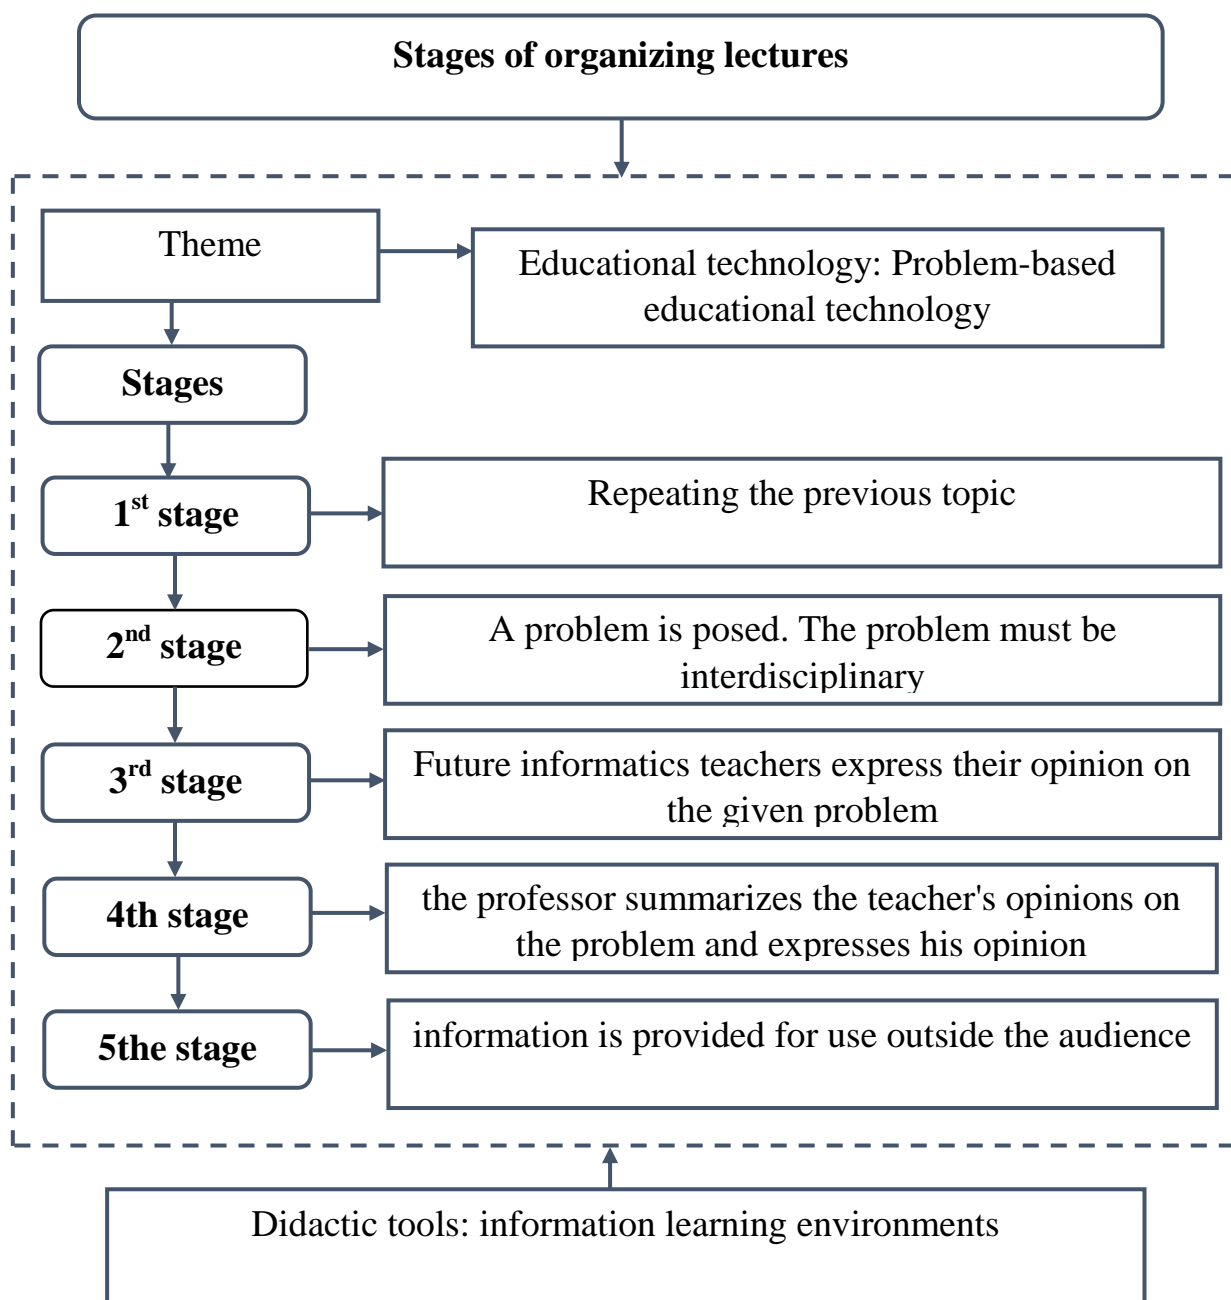 Stages of organizing lectures
Theme
Educational technology: Problem-based
educational technology
Stages
1st stage
Repeating the previous topic
2nd stage
A problem is posed. The problem must be
interdisciplinary
3rd stage
Future informatics teachers express their opinion on
the given problem
4th stage
the professor summarizes the teacher's opinions on
the problem and expresses his opinion
5the stage
information is provided for use outside the audience
Didactic tools: information learning environments